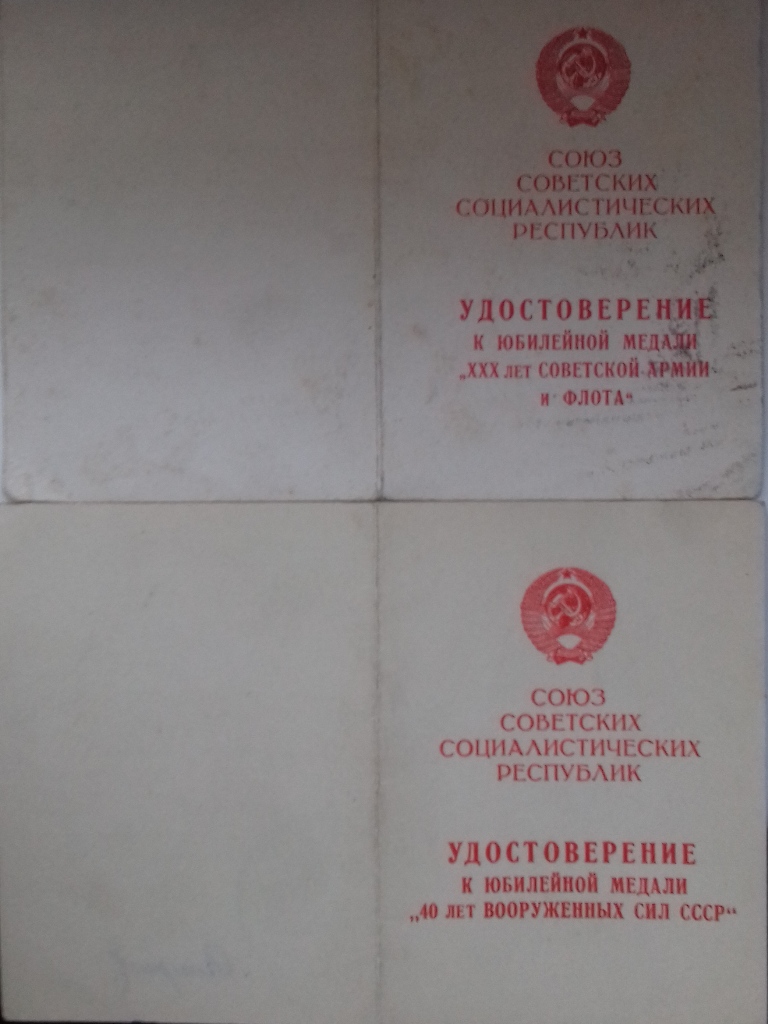 СОЮЗ
СОВЕТСКИХ
СОЦИАЛИСТИЧЕСКИХ
РЕСПУБЛИК
УДОСТОВЕРЕНИЕ
К ЮБИЛЕЙНОЙ МЕДАЛИ
„XXX ЛЕТ СОВЕТСКОЙ АРМИИ
И ФЛОТА“
СОЮЗ
СОВЕТСКИХ
СОЦИАЛИСТИЧЕСКИХ
РЕСПУБЛИК
УДОСТОВЕРЕНИЕ
К ЮБИЛЕЙНОЙ МЕДАЛИ
„40 ЛЕТ ВООРУЖЕННЫХ СИЛ СССР“